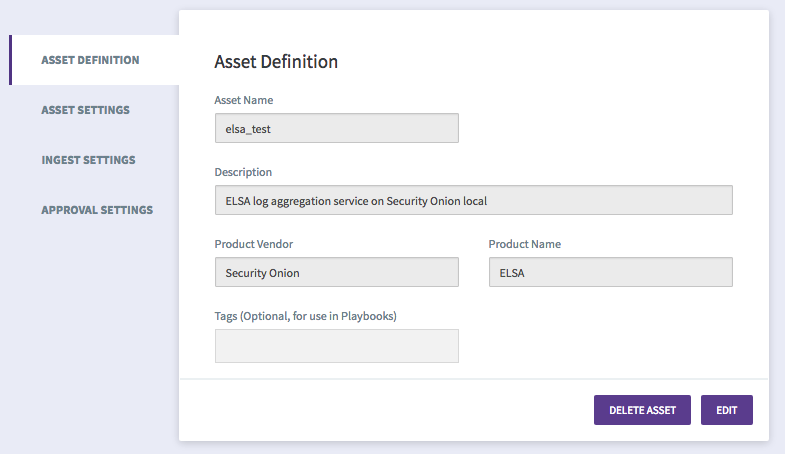 ASSET DEFINITION
ASSET SETTINGS
INGEST SETTINGS
APPROVAL SETTINGS
Asset Definition
Asset Name
elsa_test
Description
ELSA log aggregation service on Security Onion local
Product Vendor
Product Name
Security Onion
ELSA
Tags (Optional, for use in Playbooks)
DELETE ASSET
EDIT